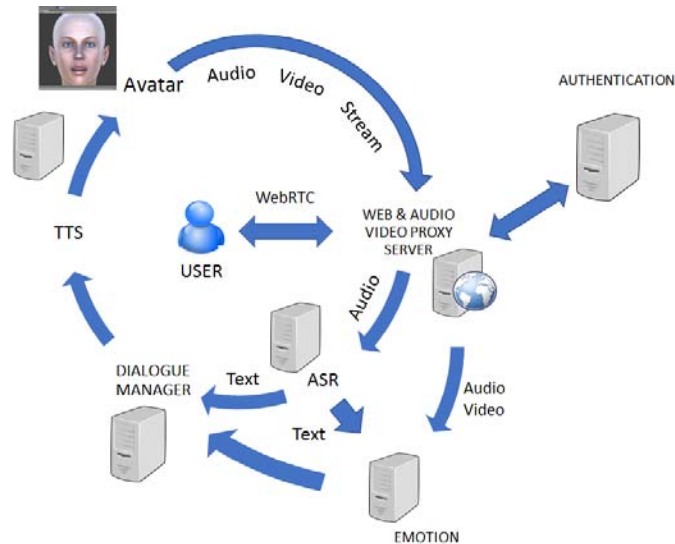 Avatar
Audio Video Stream
AUTHENTICATION
WebRTC
USER
WEB & AUDIO
VIDEO PROXY
SERVER
TTS
Audio
DIALOGUE
MANAGER
Text
ASR
Audio
Video
Text
EMOTION